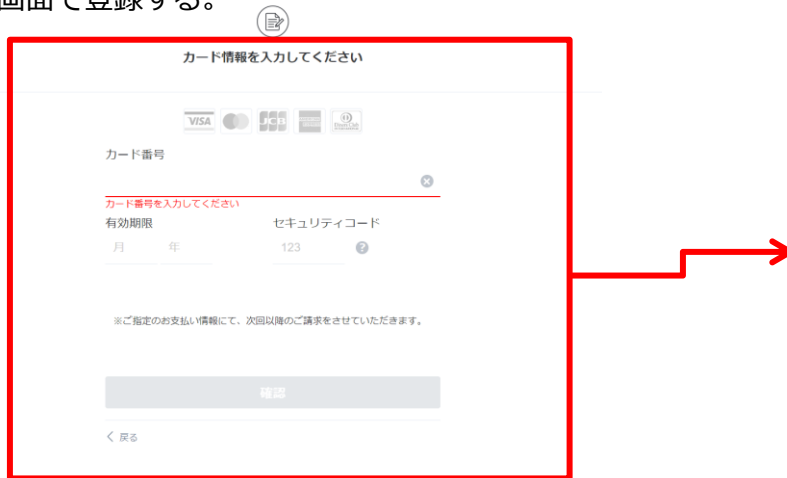 画面で登録する。
カード情報を入力してください
VISA JCB
カード番号
カード番号を入力してください
有効期限 セキュリティコード
月 年 123
※ご指定のお支払い情報にて、次回以降のご請求をさせていただきます。
確認
戻る